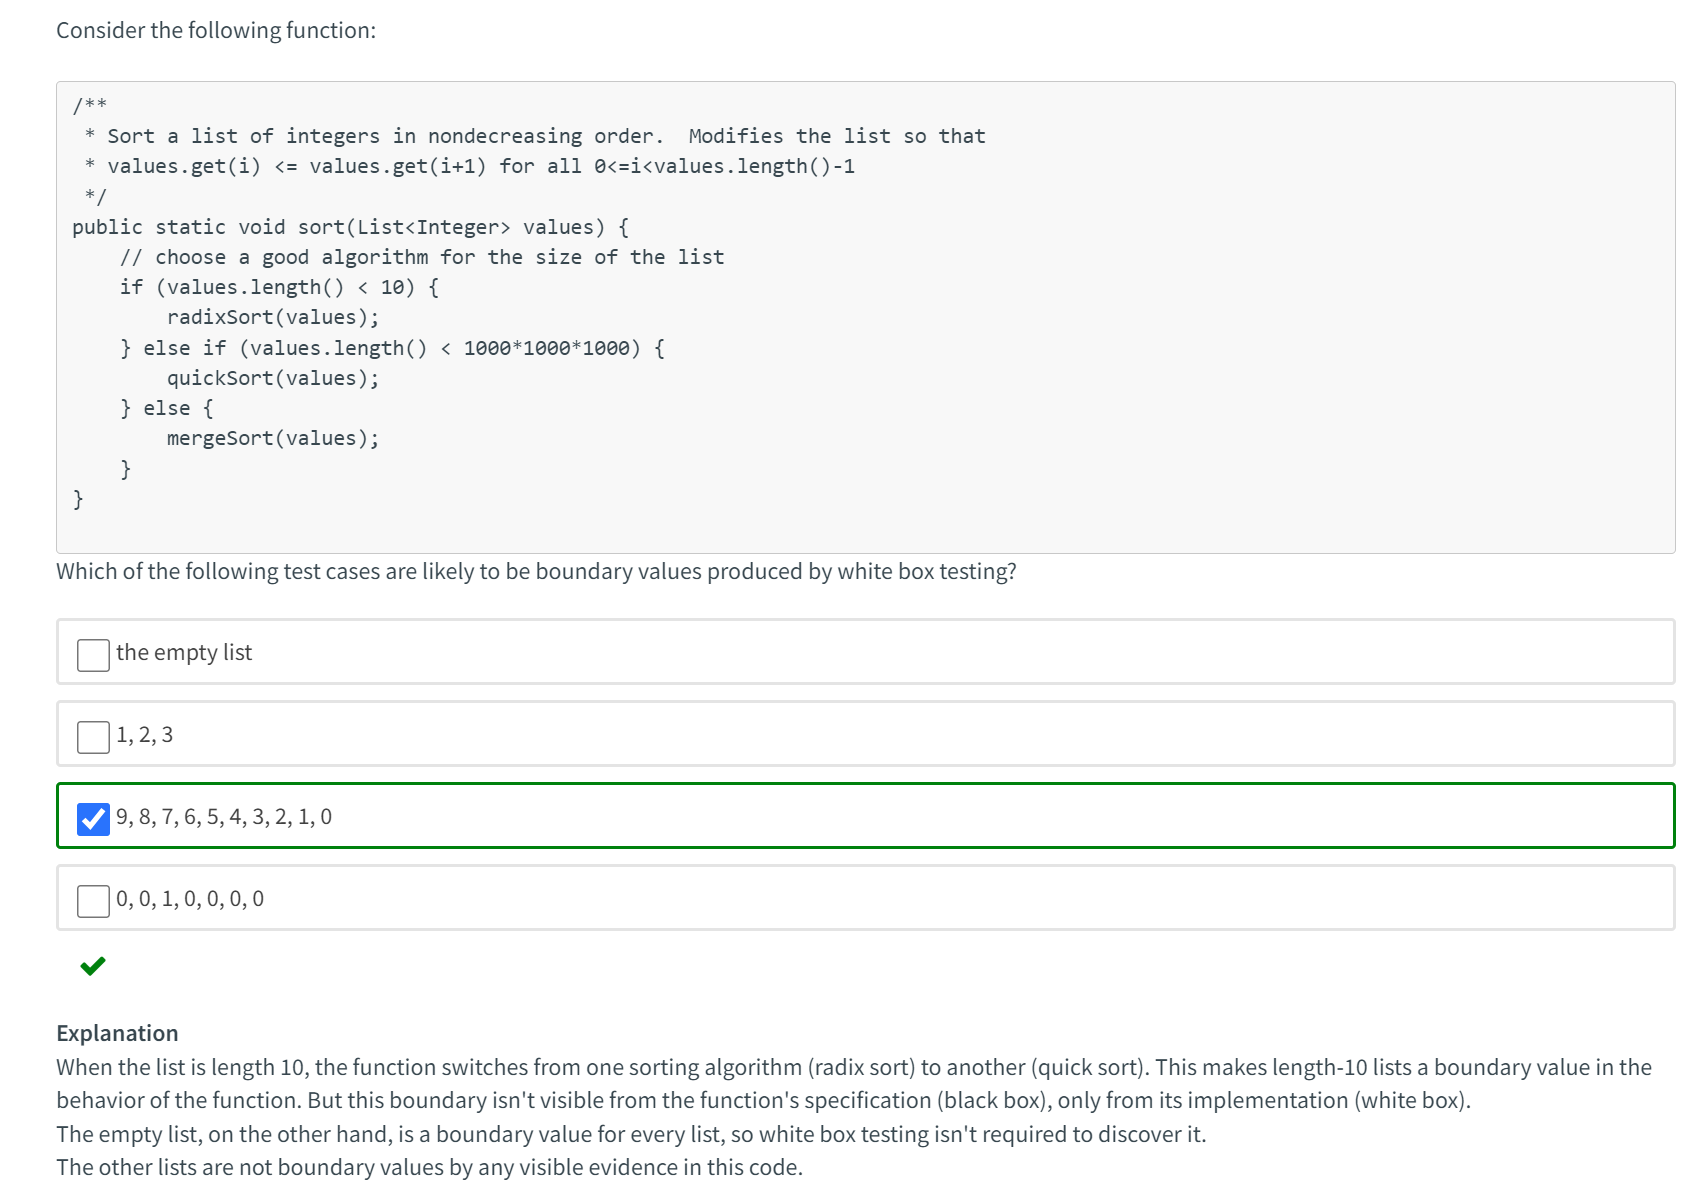 Consider the following function:
/**
 * Sort a list of integers in nondecreasing order.  Modifies the list so that
 * values.get(i) <= values.get(i+1) for all 0<=i<values.length()-1
 */
public static void sort(List<Integer> values) {
    // choose a good algorithm for the size of the list
    if (values.length() < 10) {
        radixSort(values);
    } else if (values.length() < 1000*1000*1000) {
        quickSort(values);
    } else {
        mergeSort(values);
    }
}
Which of the following test cases are likely to be boundary values produced by white box testing?
the empty list
1, 2, 3
9, 8, 7, 6, 5, 4, 3, 2, 1, 0
0, 0, 1, 0, 0, 0, 0
Explanation
When the list is length 10, the function switches from one sorting algorithm (radix sort) to another (quick sort). This makes length-10 lists a boundary value in the
behavior of the function. But this boundary isn't visible from the function's specification (black box), only from its implementation (white box).
The empty list, on the other hand, is a boundary value for every list, so white box testing isn't required to discover it.
The other lists are not boundary values by any visible evidence in this code.